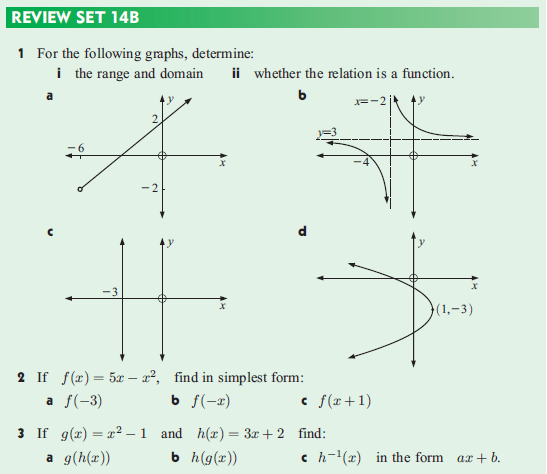 REVIEW SET 14B
1 For the following graphs, determine:
i the range and domain ii whether the relation is a function.
a
y
2
-6
x
-2
b
x=-2
y
y=3
-4
x
c
y
-3
x
d
y
x
(1,-3)
2 If f(x) = 5x − x², find in simplest form:
a f(−3) b f(−x) c f(x+1)
3 If g(x) = x² − 1 and h(x) = 3x + 2 find:
a g(h(x)) b h(g(x)) c h⁻¹(x) in the form ax + b.